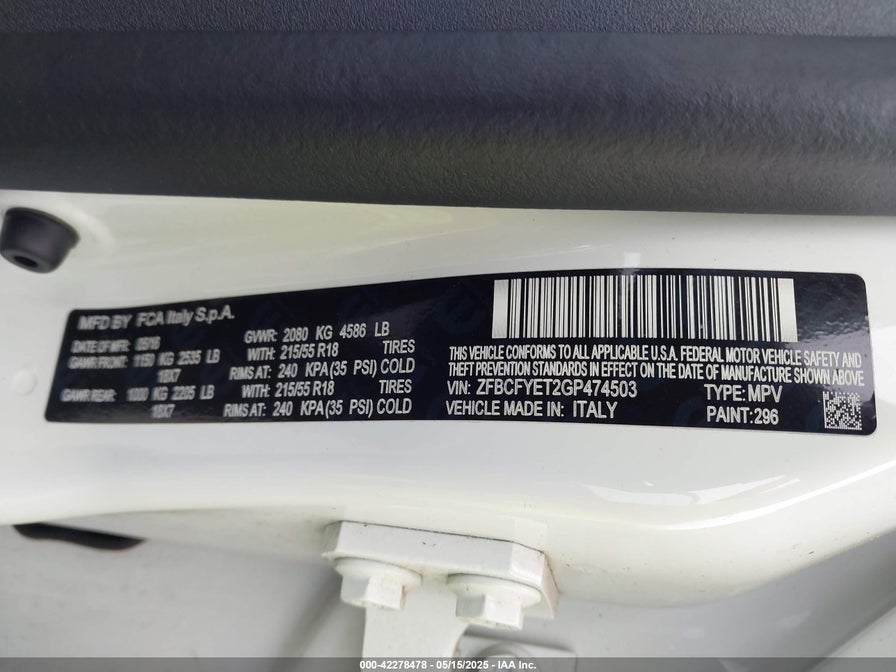 MFD BY FCA Italy S.p.A.
DATE OF MFR. 05/16 GVWR: 2080 KG 4586 LB
GAWR FRONT: 1150 KG 2535 LB WITH: 215/55 R18 TIRES
18X7 RIMS AT: 240 KPA(35 PSI) COLD
GAWR REAR: 1000 KG 2205 LB WITH: 215/55 R18 TIRES
18X7 RIMS AT: 240 KPA(35 PSI) COLD
THIS VEHICLE CONFORMS TO ALL APPLICABLE U.S.A. FEDERAL MOTOR VEHICLE SAFETY AND
THEFT PREVENTION STANDARDS IN EFFECT ON THE DATE OF MANUFACTURE SHOWN ABOVE
VIN: ZFBCFYET2GP474503 TYPE: MPV
VEHICLE MADE IN: ITALY PAINT:296
000-42278478 - 05/15/2025 - IAA Inc.